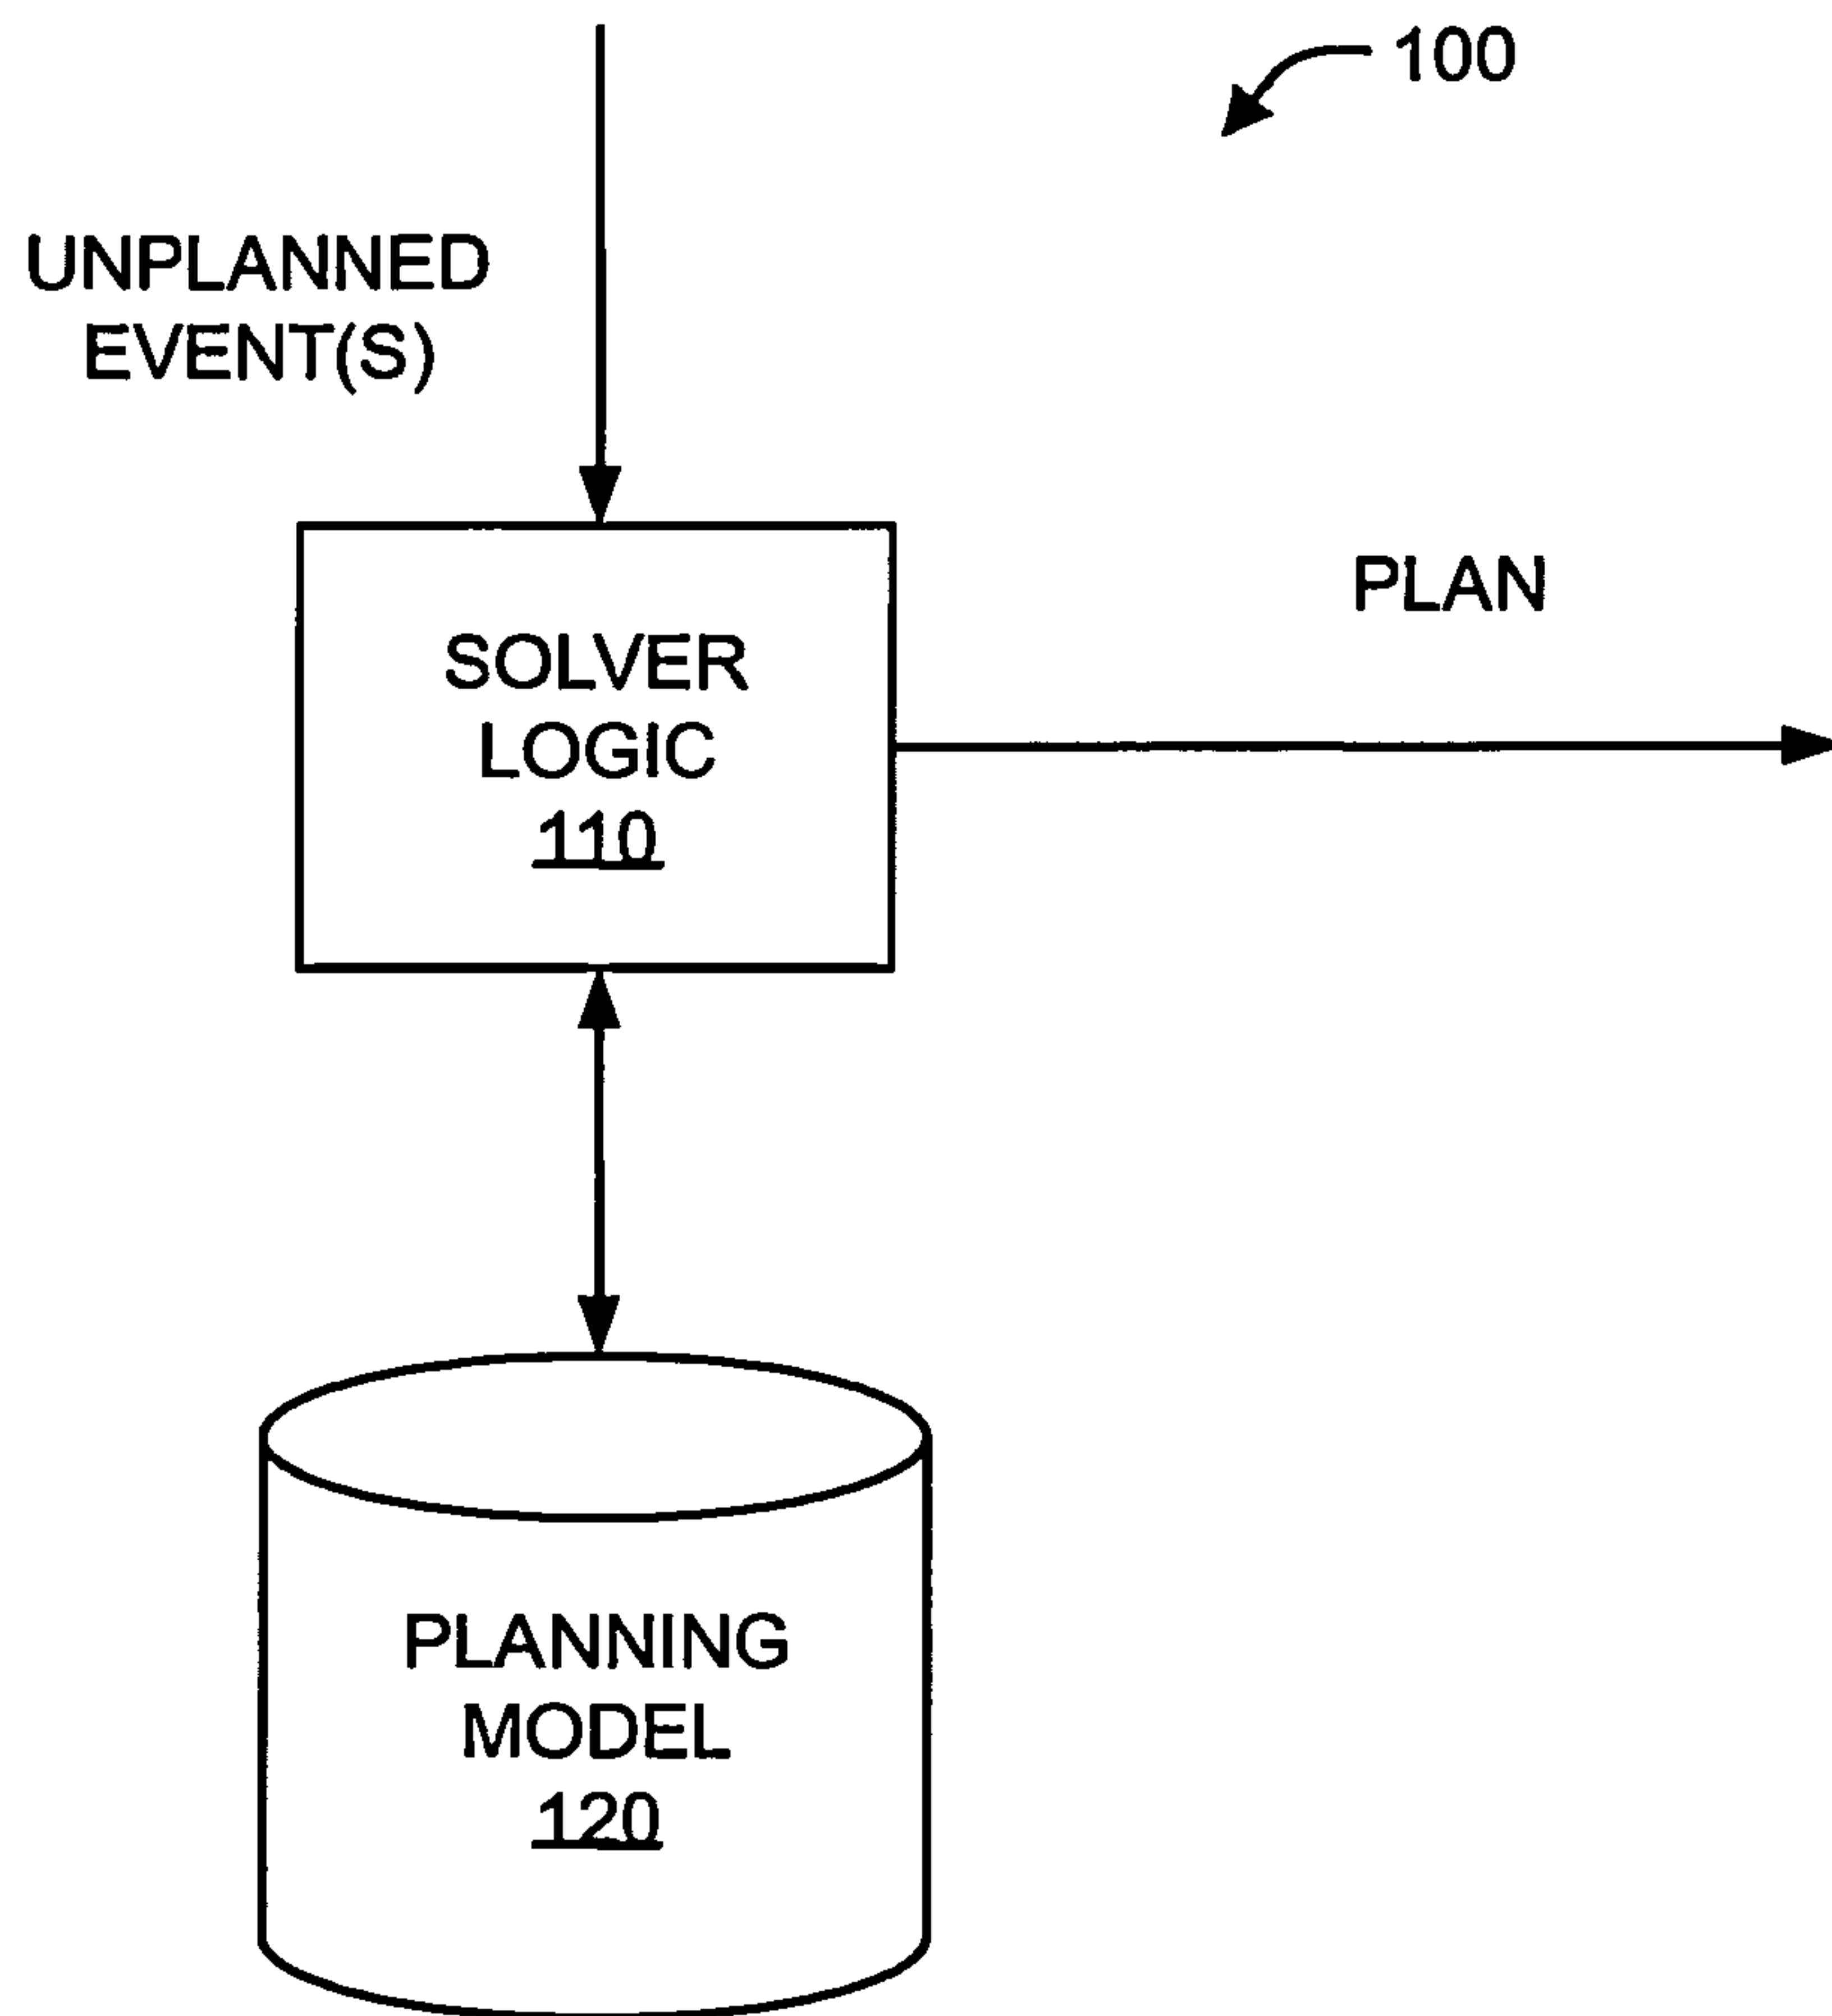 100
UNPLANNED
EVENT(S)
PLAN
SOLVER
LOGIC
110
PLANNING
MODEL
120